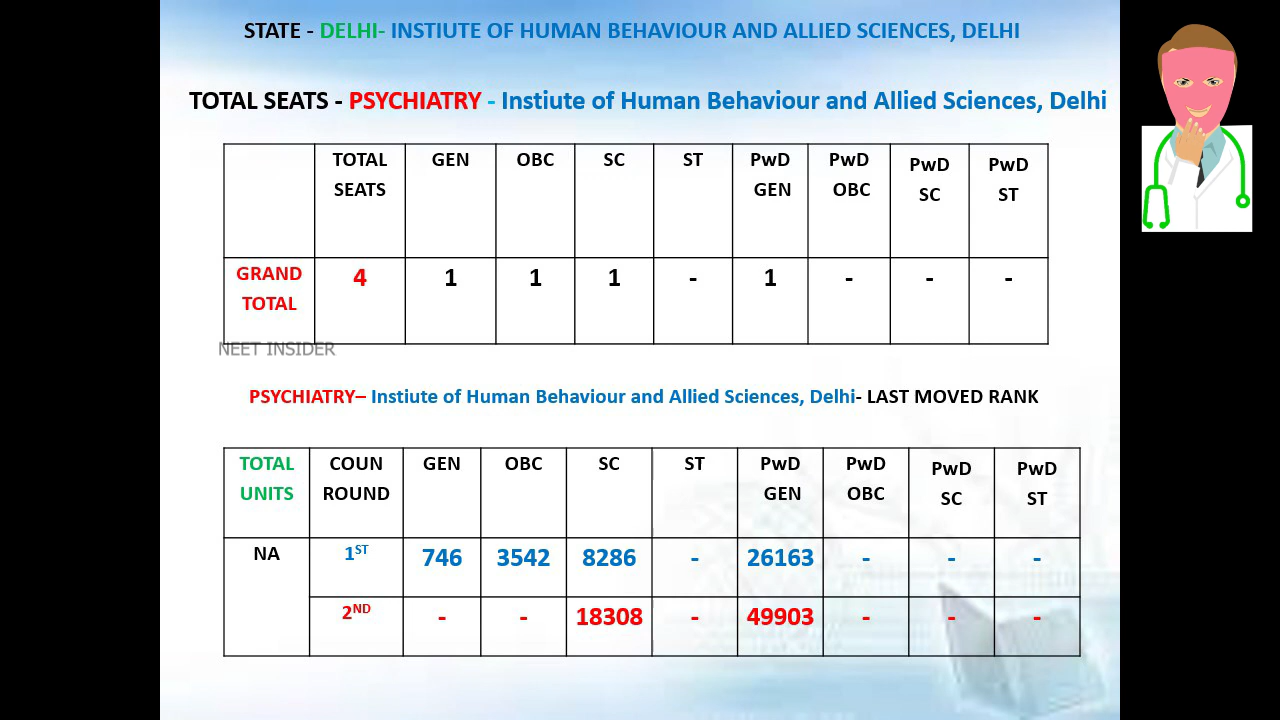 STATE - DELHI- INSTIUTE OF HUMAN BEHAVIOUR AND ALLIED SCIENCES, DELHI
TOTAL SEATS - PSYCHIATRY - Instiute of Human Behaviour and Allied Sciences, Delhi
TOTAL SEATS GEN OBC SC ST PwD GEN PwD OBC PwD SC PwD ST
GRAND TOTAL 4 1 1 1 - 1 - - -
NEET INSIDER
PSYCHIATRY– Instiute of Human Behaviour and Allied Sciences, Delhi- LAST MOVED RANK
TOTAL UNITS COUN ROUND GEN OBC SC ST PwD GEN PwD OBC PwD SC PwD ST
NA 1ST 746 3542 8286 - 26163 - - -
2ND - - 18308 - 49903 - - -